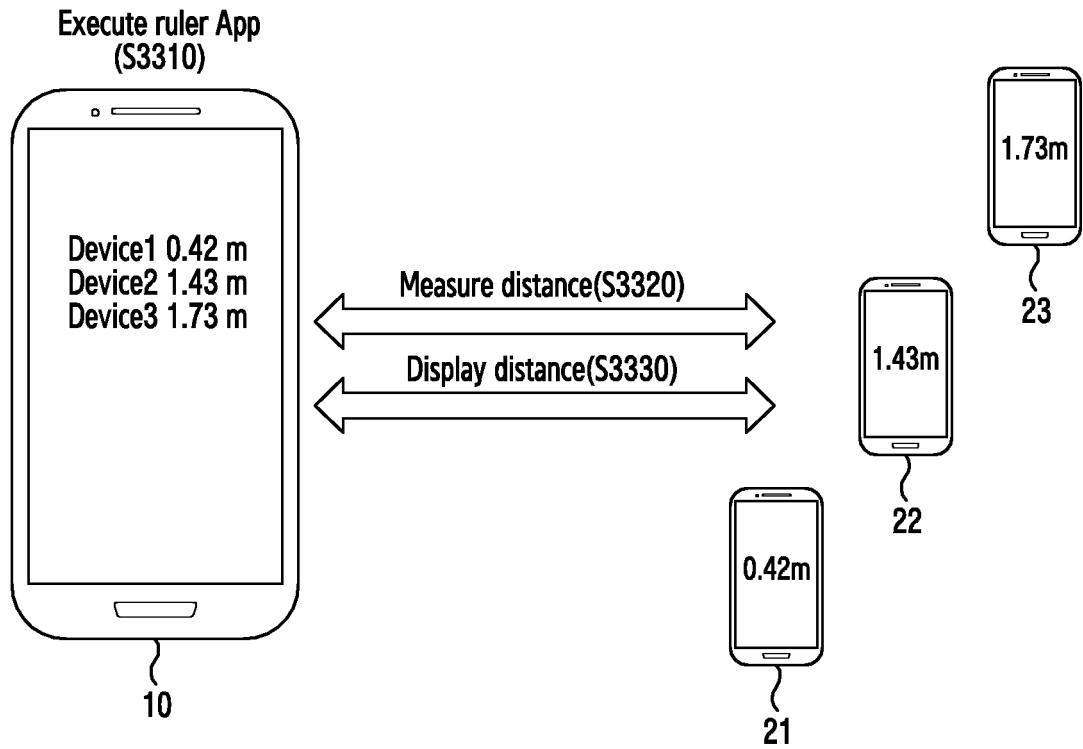 Execute ruler App
(S3310)
Device1 0.42 m
Device2 1.43 m
Device3 1.73 m
10
Measure distance(S3320)
Display distance(S3330)
1.73m
23
1.43m
22
0.42m
21